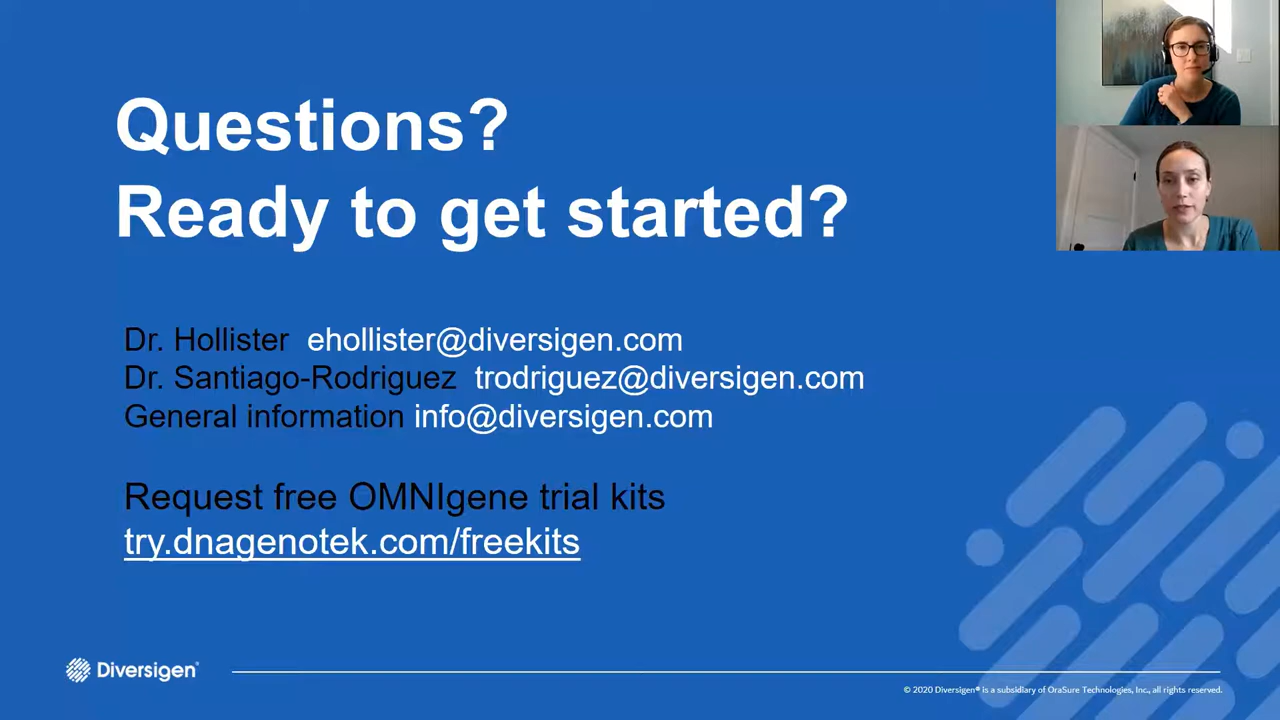 Questions?
Ready to get started?
Dr. Hollister ehollister@diversigen.com
Dr. Santiago-Rodriguez trodriguez@diversigen.com
General information info@diversigen.com
Request free OMNIgene trial kits
try.dnagenotek.com/freekits
Diversigen®
© 2020 Diversigen® is a subsidiary of OraSure Technologies, Inc., all rights reserved.